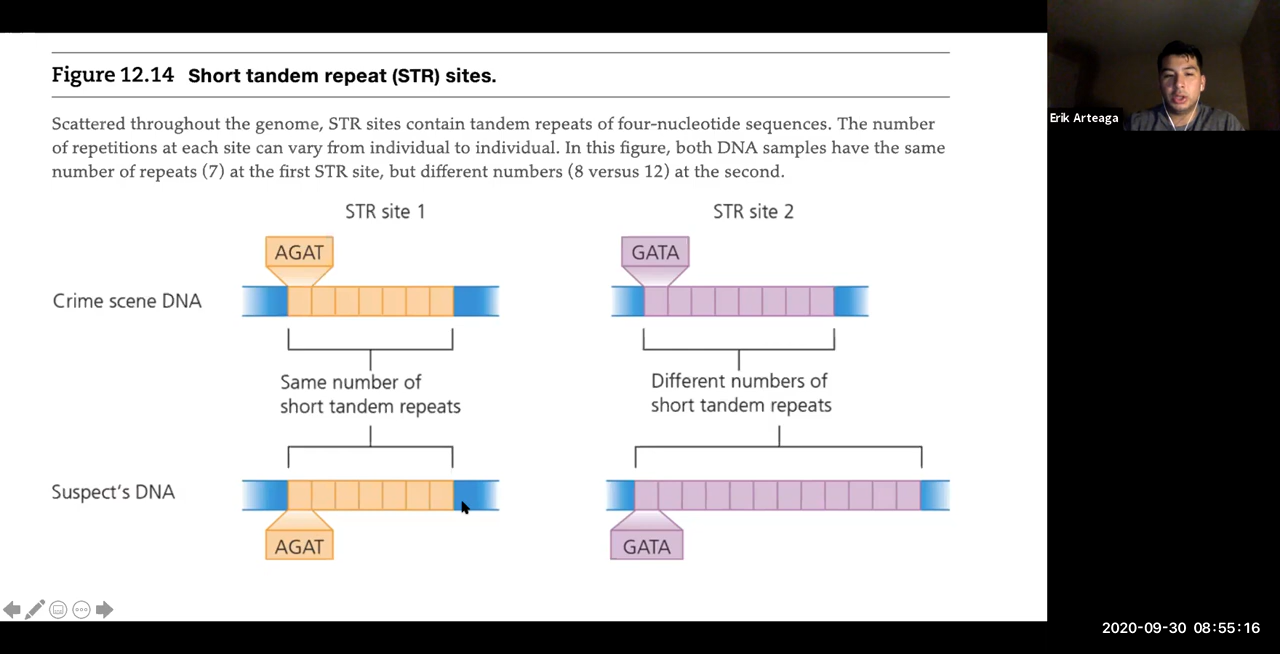 Figure 12.14 Short tandem repeat (STR) sites.
Scattered throughout the genome, STR sites contain tandem repeats of four-nucleotide sequences. The number
of repetitions at each site can vary from individual to individual. In this figure, both DNA samples have the same
number of repeats (7) at the first STR site, but different numbers (8 versus 12) at the second.
STR site 1
STR site 2
AGAT
GATA
Crime scene DNA
Same number of
short tandem repeats
Different numbers of
short tandem repeats
Suspect's DNA
AGAT
GATA
Erik Arteaga
2020-09-30 08:55:16